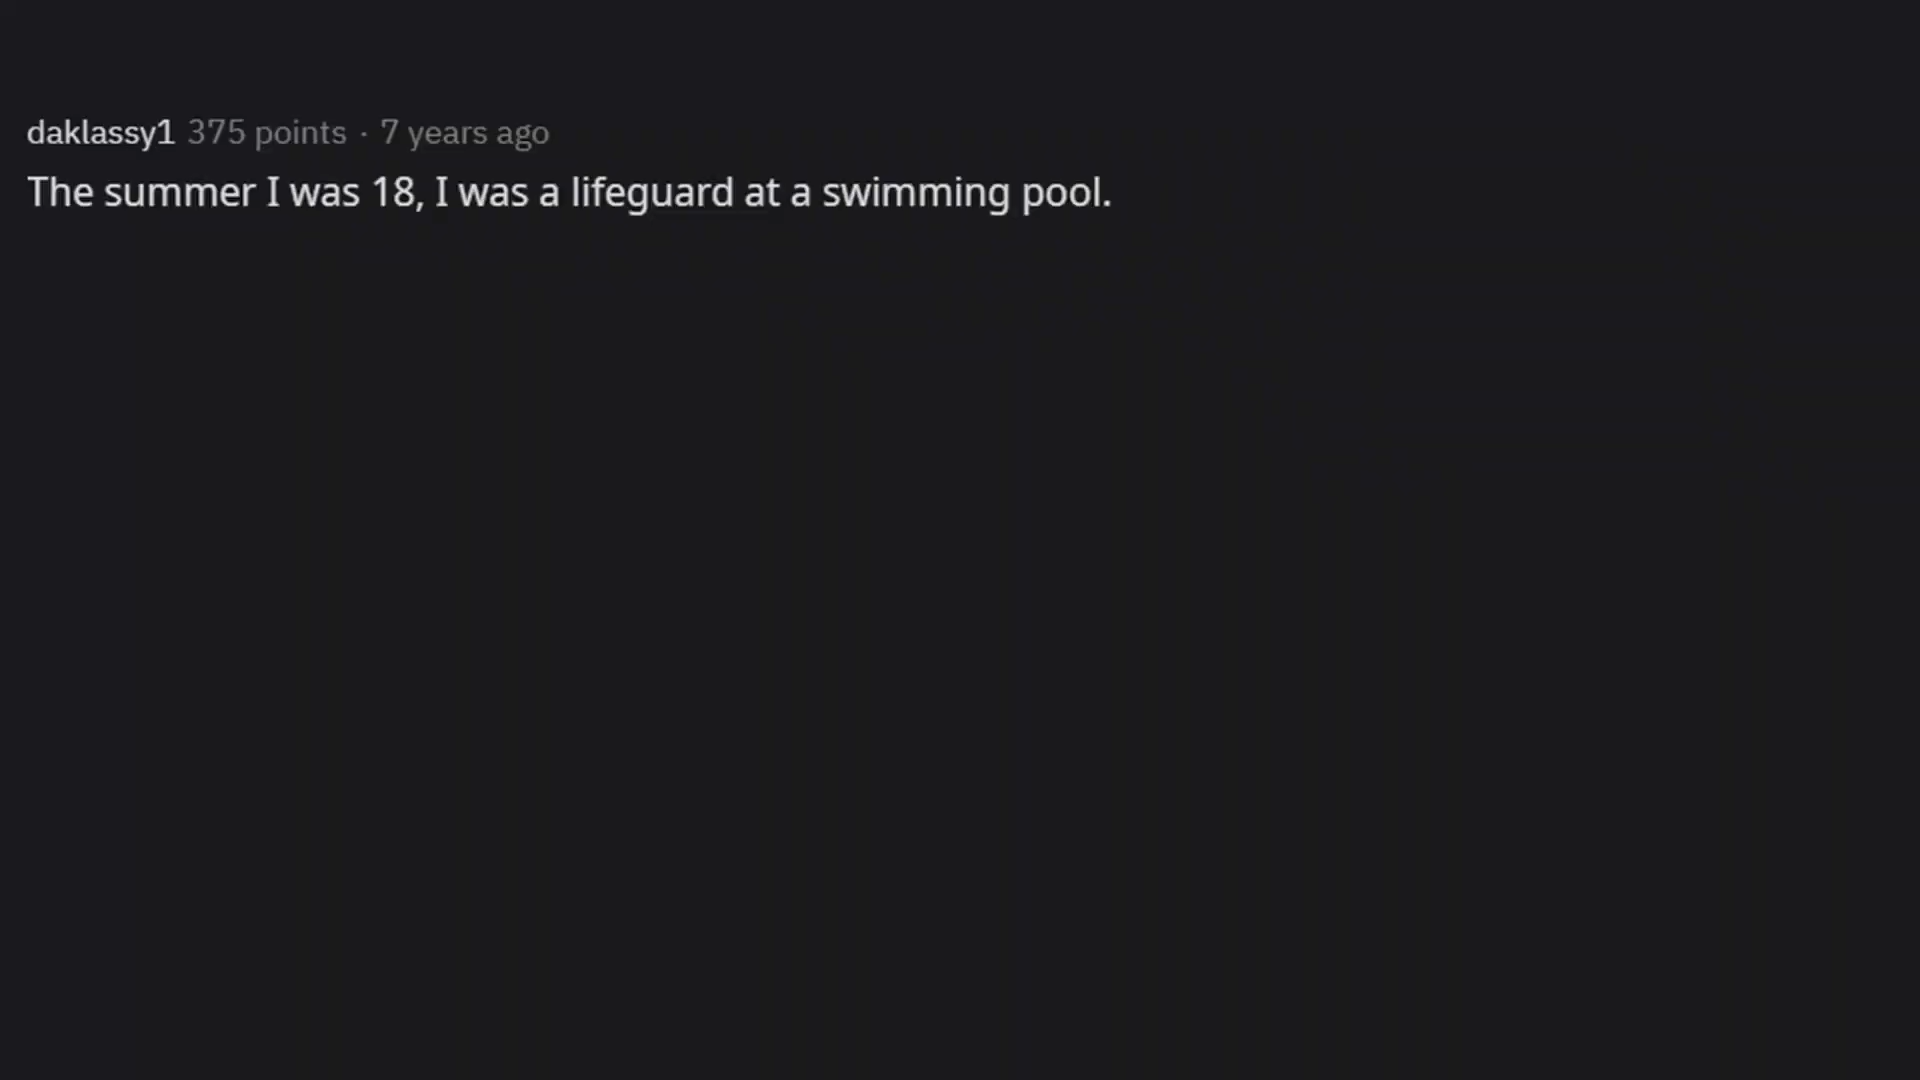 daklassy1 375 points · 7 years ago
The summer I was 18, I was a lifeguard at a swimming pool.